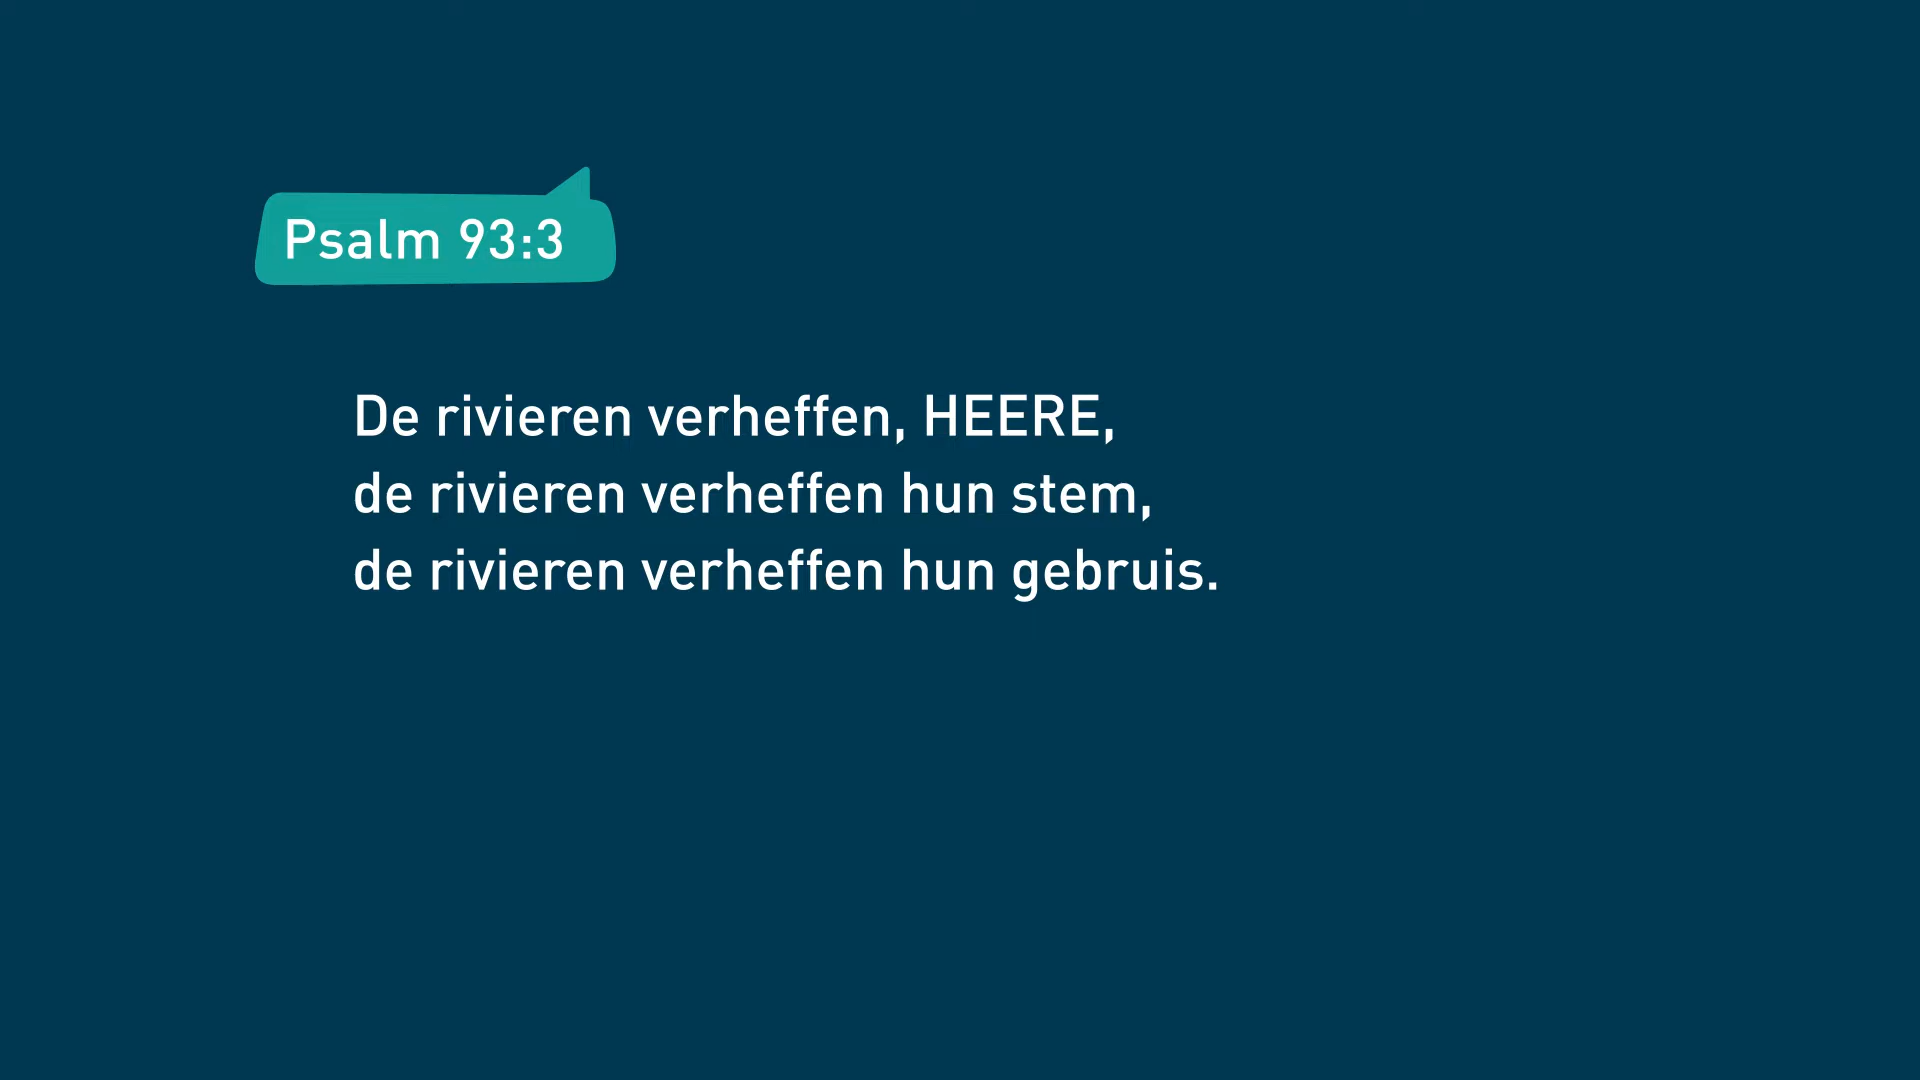 Psalm 93:3
De rivieren verheffen, HEERE,
de rivieren verheffen hun stem,
de rivieren verheffen hun gebruis.